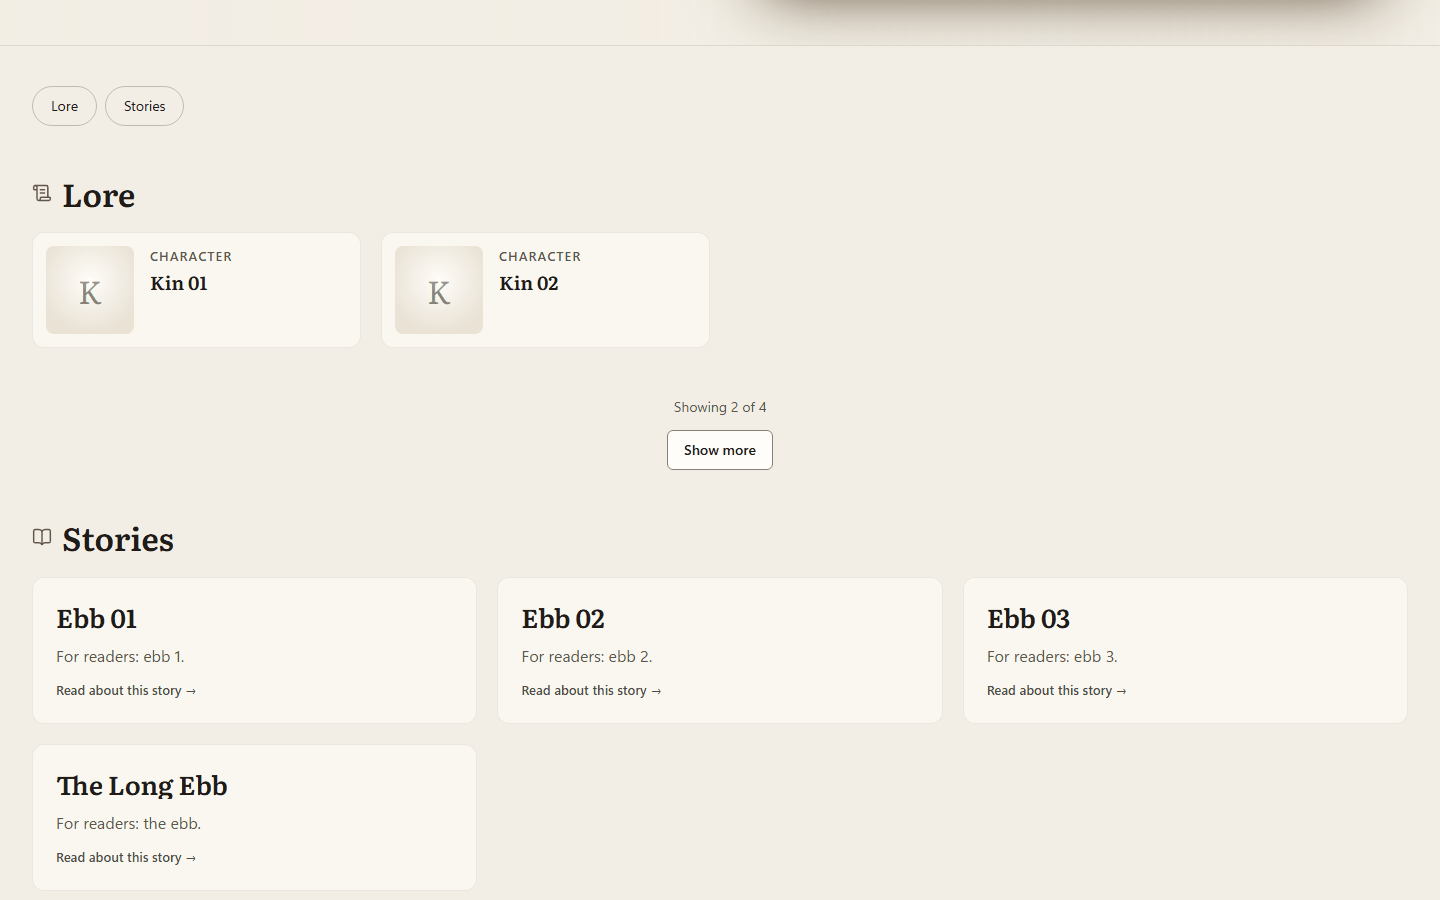 Lore
Stories
Lore
K
CHARACTER
Kin 01
K
CHARACTER
Kin 02
Showing 2 of 4
Show more
Stories
Ebb 01
For readers: ebb 1.
Read about this story →
Ebb 02
For readers: ebb 2.
Read about this story →
Ebb 03
For readers: ebb 3.
Read about this story →
The Long Ebb
For readers: the ebb.
Read about this story →